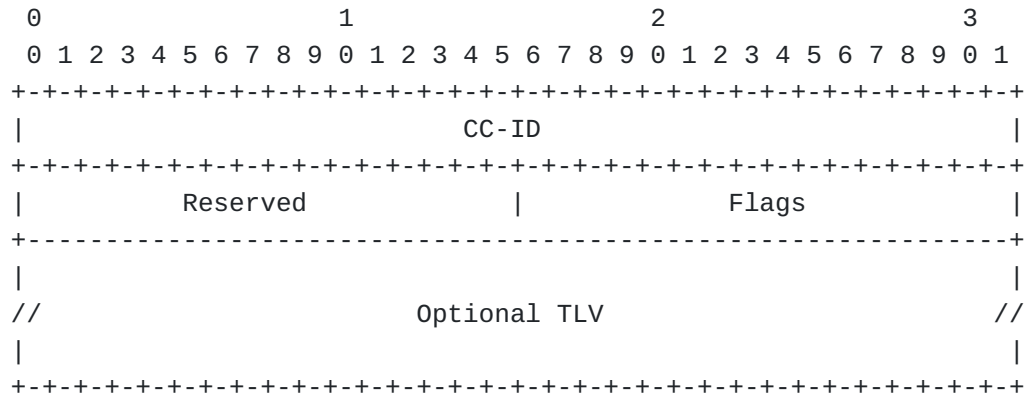 0                   1                   2                   3
 0 1 2 3 4 5 6 7 8 9 0 1 2 3 4 5 6 7 8 9 0 1 2 3 4 5 6 7 8 9 0 1
+-+-+-+-+-+-+-+-+-+-+-+-+-+-+-+-+-+-+-+-+-+-+-+-+-+-+-+-+-+-+-+-+
|                            CC-ID                              |
+-+-+-+-+-+-+-+-+-+-+-+-+-+-+-+-+-+-+-+-+-+-+-+-+-+-+-+-+-+-+-+-+
|          Reserved             |             Flags             |
+---------------------------------------------------------------+
|                                                               |
//                        Optional TLV                         //
|                                                               |
+-+-+-+-+-+-+-+-+-+-+-+-+-+-+-+-+-+-+-+-+-+-+-+-+-+-+-+-+-+-+-+-+